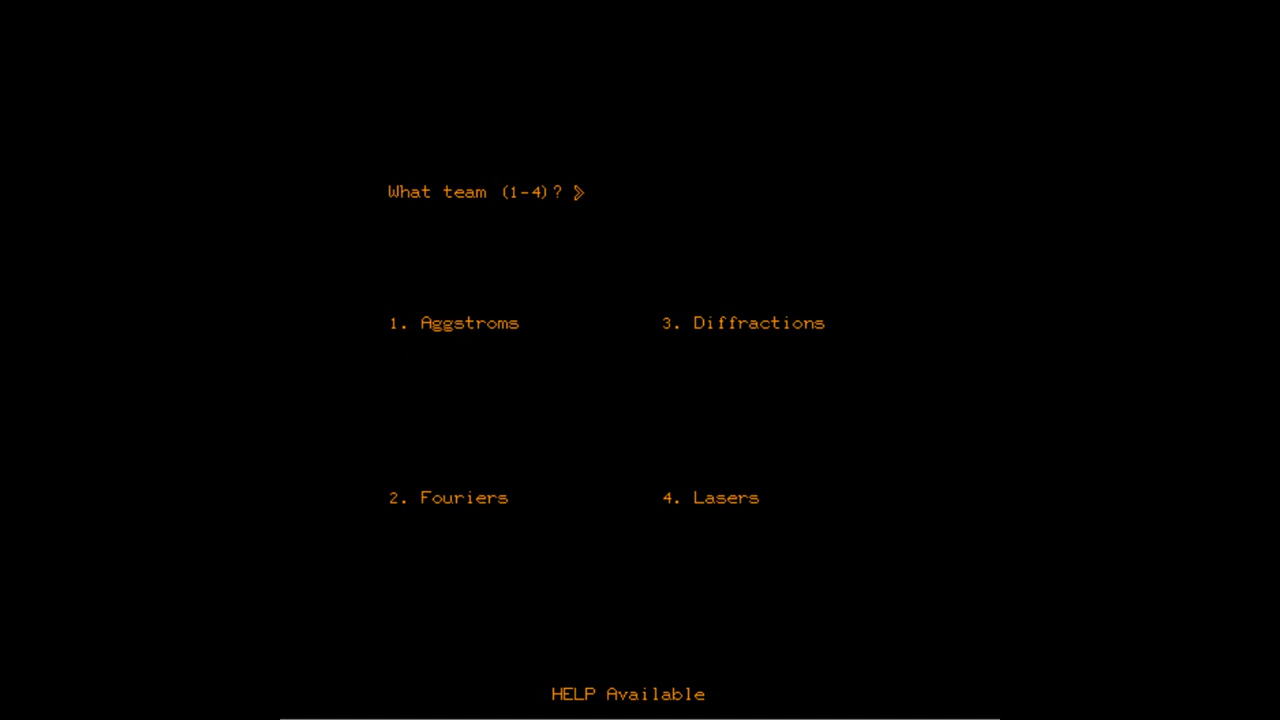 What team (1-4)? >
1. Aggstroms 3. Diffractions
2. Fouriers 4. Lasers
HELP Available